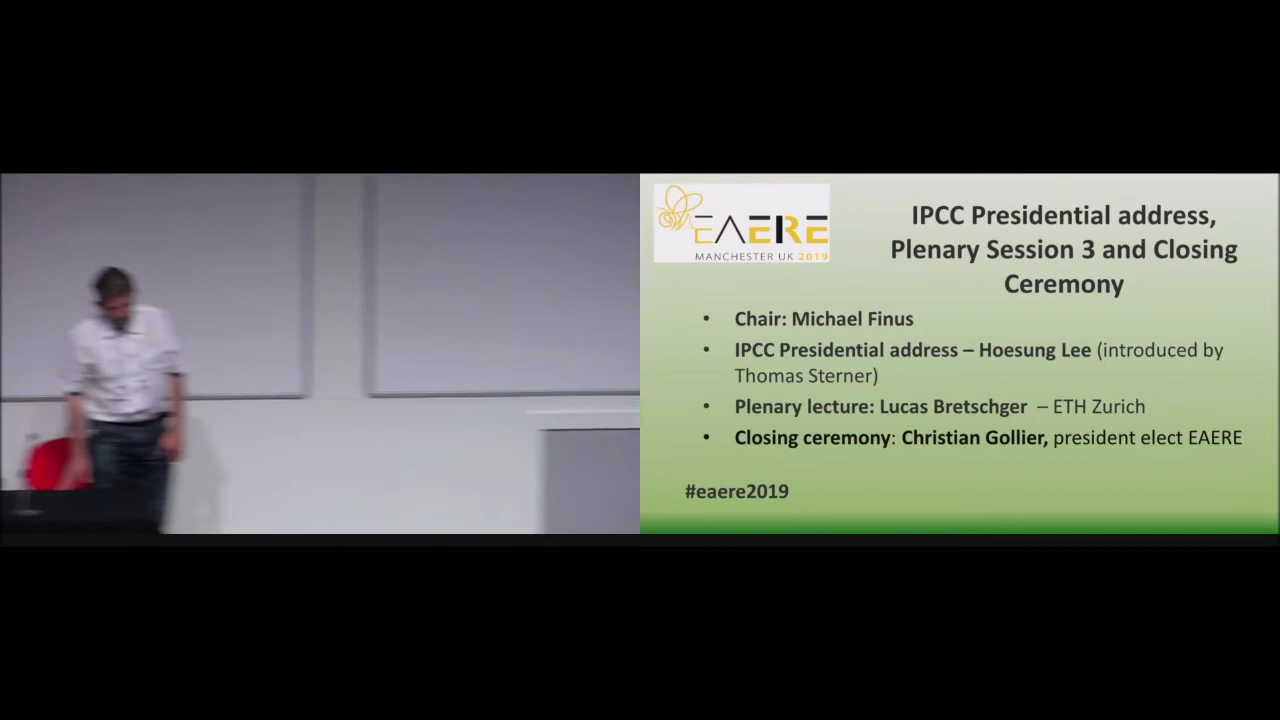 EAERE
MANCHESTER UK 2019
IPCC Presidential address,
Plenary Session 3 and Closing
Ceremony
• Chair: Michael Finus
• IPCC Presidential address – Hoesung Lee (introduced by
Thomas Sterner)
• Plenary lecture: Lucas Bretschger – ETH Zurich
• Closing ceremony: Christian Gollier, president elect EAERE
#eaere2019